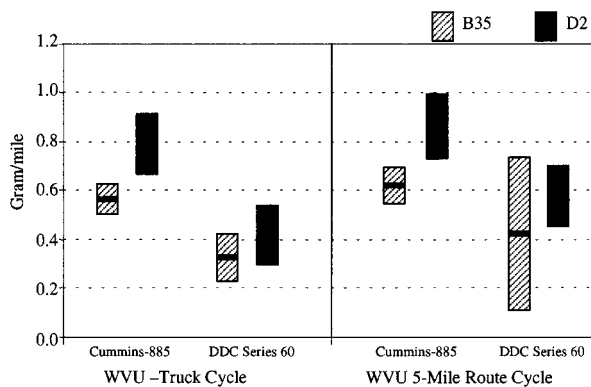 B35 D2
1.2
1.0
0.8
0.6
0.4
0.2
0.0
Gram/mile
Cummins-885 DDC Series 60 Cummins-885 DDC Series 60
WVU –Truck Cycle WVU 5-Mile Route Cycle